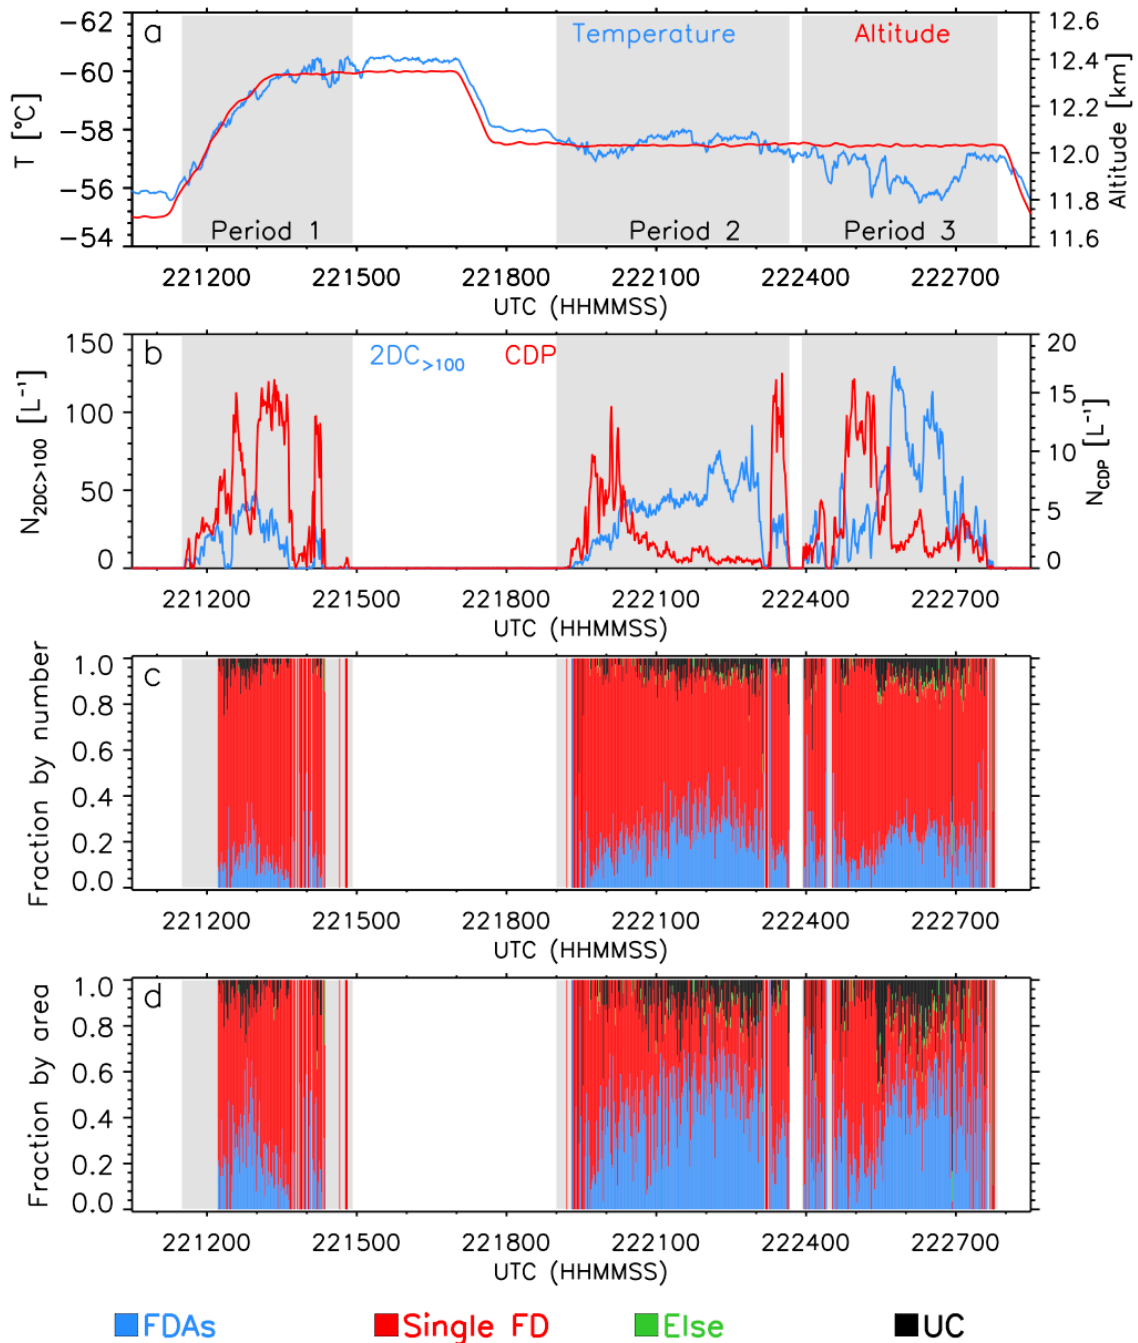 a
Temperature
Altitude
T [°C]
−62
−60
−58
−56
−54
12.6
12.4
12.2
12.0
11.8
11.6
Altitude [km]
Period 1
Period 2
Period 3
221200
221500
221800
222100
222400
222700
UTC (HHMMSS)
b
2DC>100
CDP
N2DC>100 [L⁻¹]
150
100
50
0
20
15
10
5
0
NCDP [L⁻¹]
221200
221500
221800
222100
222400
222700
UTC (HHMMSS)
c
Fraction by number
1.0
0.8
0.6
0.4
0.2
0.0
221200
221500
221800
222100
222400
222700
UTC (HHMMSS)
d
Fraction by area
1.0
0.8
0.6
0.4
0.2
0.0
221200
221500
221800
222100
222400
222700
UTC (HHMMSS)
FDAs
Single FD
Else
UC